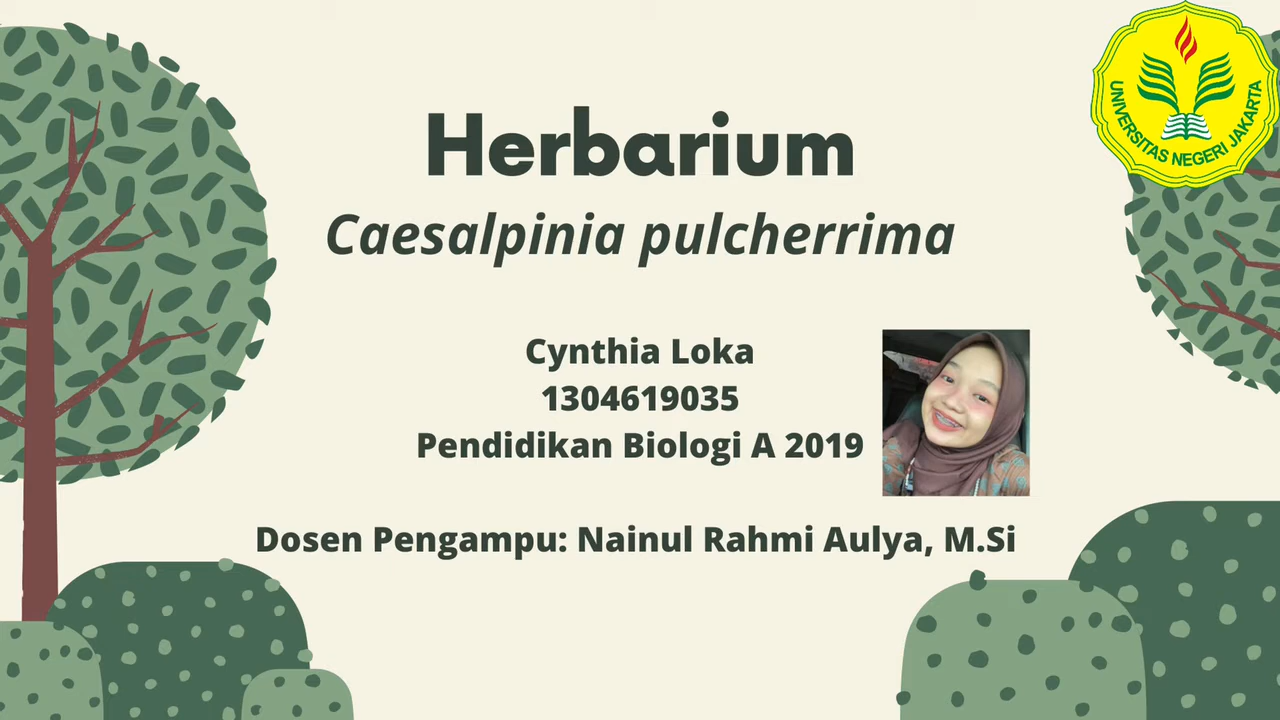 UNIVERSITAS NEGERI JAKARTA
Herbarium
Caesalpinia pulcherrima
Cynthia Loka
1304619035
Pendidikan Biologi A 2019
Dosen Pengampu: Nainul Rahmi Aulya, M.Si